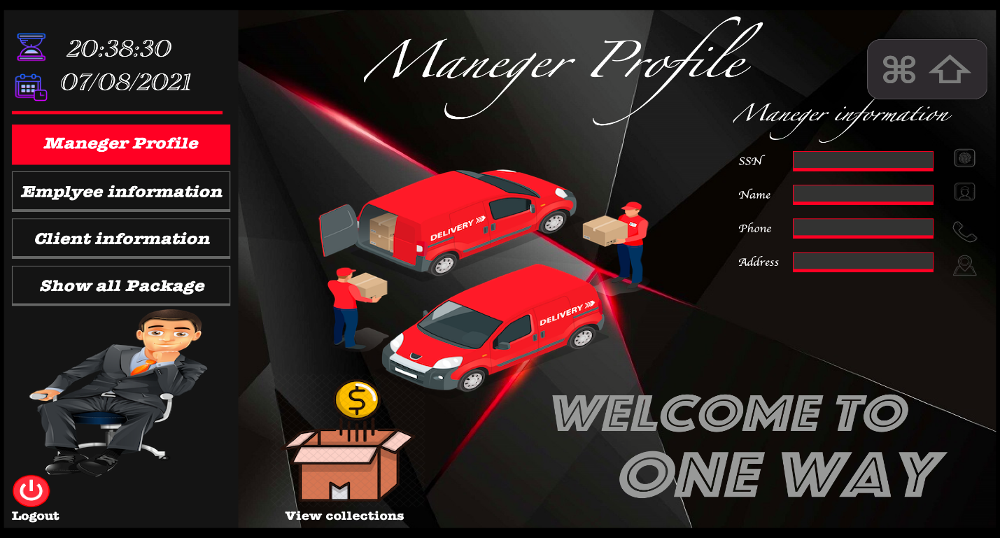 20:38:30
07/08/2021
Maneger Profile
Emplyee information
Client information
Show all Package
Logout
Maneger Profile
Maneger information
SSN
Name
Phone
Address
DELIVERY
DELIVERY
View collections
WELCOME TO
ONE WAY